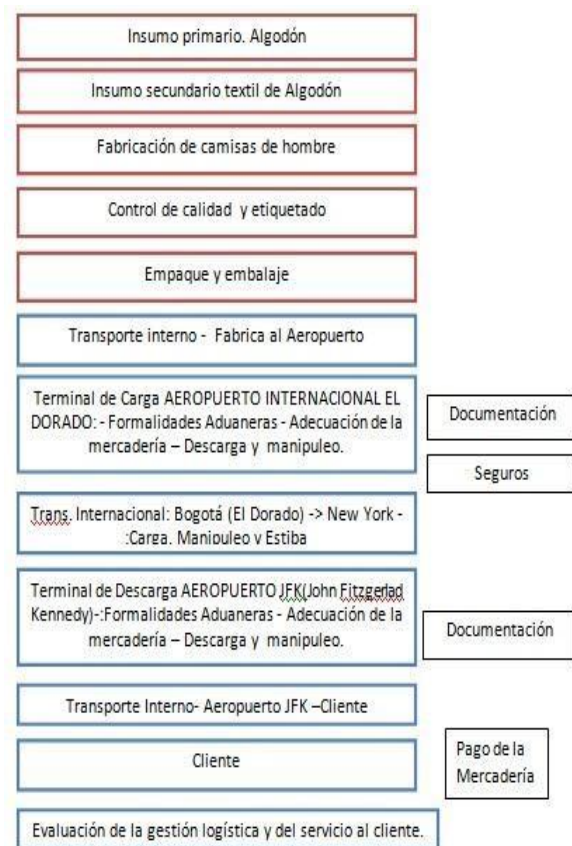 Insumo primario. Algodón
Insumo secundario textil de Algodón
Fabricación de camisas de hombre
Control de calidad y etiquetado
Empaque y embalaje
Transporte interno - Fabrica al Aeropuerto
Terminal de Carga AEROPUERTO INTERNACIONAL EL
DORADO: - Formalidades Aduaneras - Adecuación de la
mercadería – Descarga y manipuleo.
Documentación
Seguros
Trans. Internacional: Bogotá (El Dorado) -> New York -
:Carga. Manipuleo y Estiba
Terminal de Descarga AEROPUERTO JFK(John Fitzgerlad
Kennedy)-:Formalidades Aduaneras - Adecuación de la
mercadería – Descarga y manipuleo.
Documentación
Transporte Interno- Aeropuerto JFK –Cliente
Cliente
Pago de la
Mercadería
Evaluación de la gestión logística y del servicio al cliente.